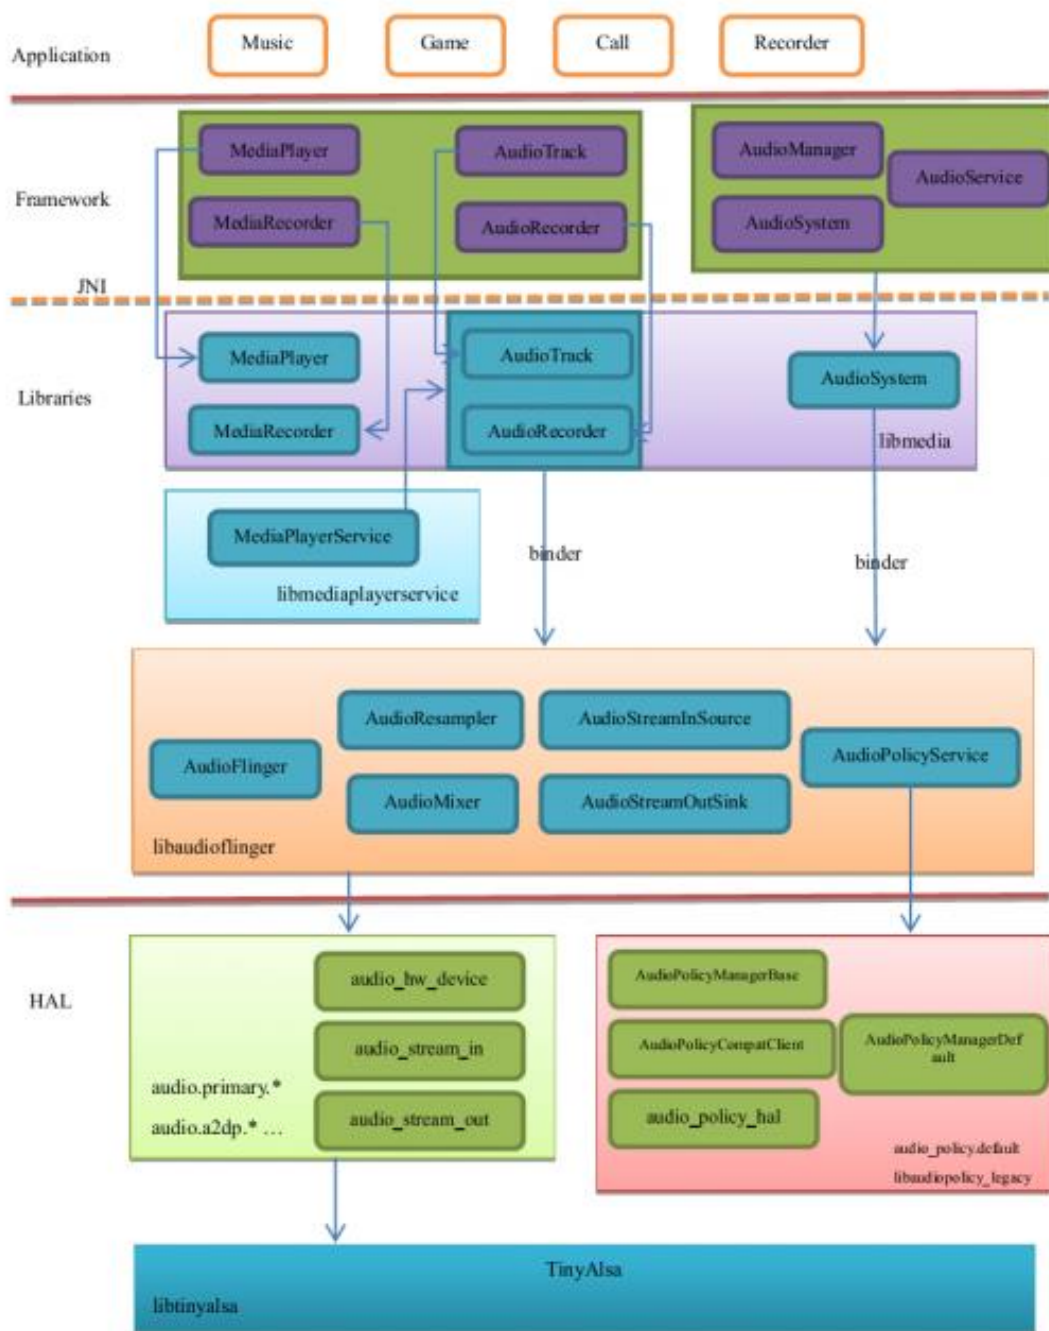 Application
Music
Game
Call
Recorder
Framework
MediaPlayer
AudioTrack
MediaRecorder
AudioRecorder
AudioManager
AudioService
AudioSystem
JNI
Libraries
MediaPlayer
AudioTrack
MediaRecorder
AudioRecorder
AudioSystem
libmedia
MediaPlayerService
libmediaplayerservice
binder
binder
AudioFlinger
AudioResampler
AudioStreamInSource
AudioPolicyService
AudioMixer
AudioStreamOutSink
libaudioflinger
HAL
audio_hw_device
audio_stream_in
audio.primary.*
audio.a2dp.* ...
audio_stream_out
AudioPolicyManagerBase
AudioPolicyCompatClient
AudioPolicyManagerDef
ault
audio_policy_hal
audio_policy.default
libaudiopolicy_legacy
TinyAlsa
libtinyalsa